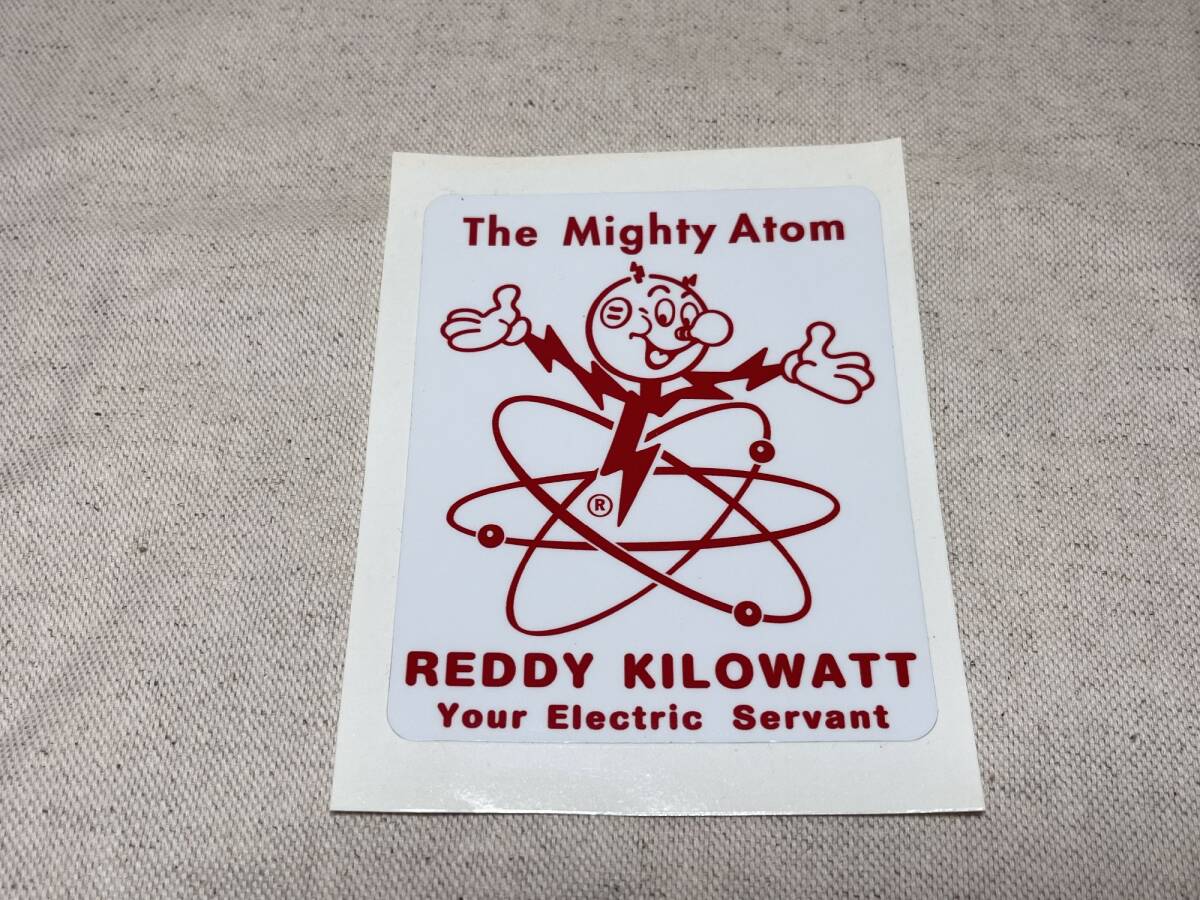 The Mighty Atom
®
REDDY KILOWATT
Your Electric Servant